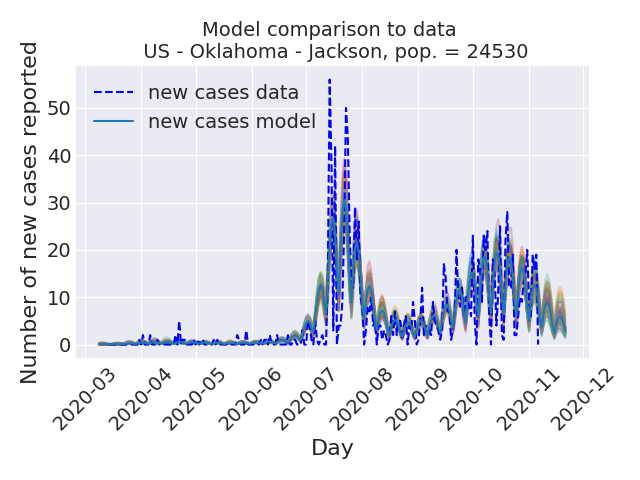 Model comparison to data
US - Oklahoma - Jackson, pop. = 24530
Number of new cases reported
50
40
30
20
10
0
new cases data
new cases model
2020-03
2020-04
2020-05
2020-06
2020-07
2020-08
2020-09
2020-10
2020-11
2020-12
Day